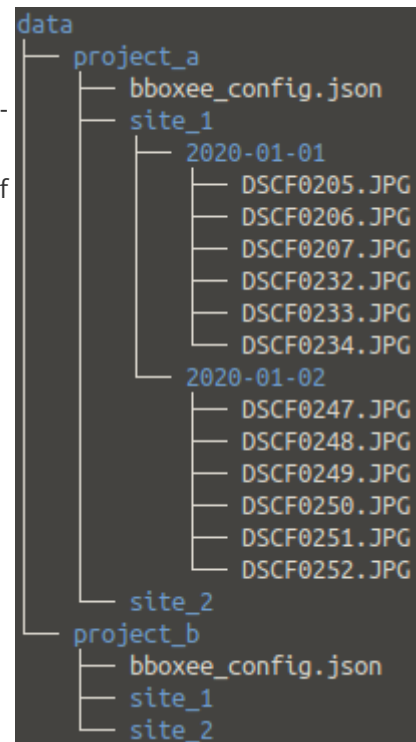 data
project_a
bboxee_config.json
-
site_1
2020-01-01
f
DSCF0205.JPG
DSCF0206.JPG
DSCF0207.JPG
DSCF0232.JPG
DSCF0233.JPG
DSCF0234.JPG
2020-01-02
DSCF0247.JPG
DSCF0248.JPG
DSCF0249.JPG
DSCF0250.JPG
DSCF0251.JPG
DSCF0252.JPG
site_2
project_b
bboxee_config.json
site_1
site_2